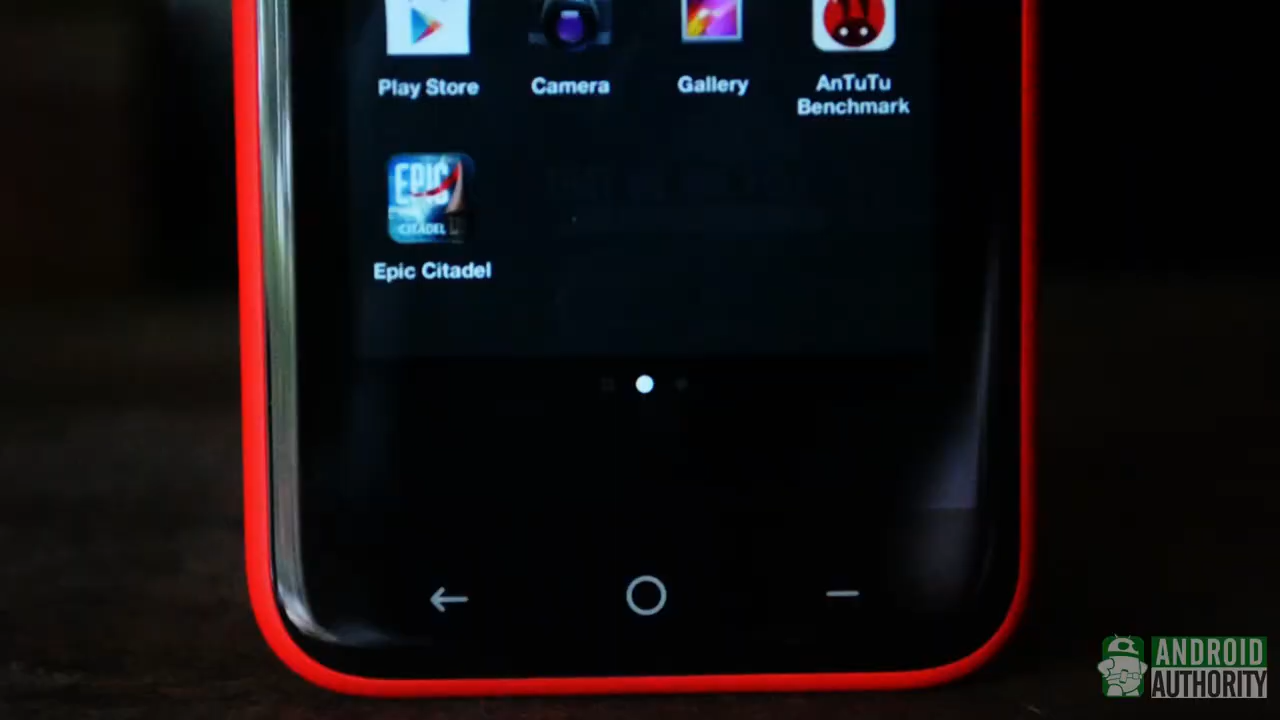 Play Store
Camera
Gallery
AnTuTu
Benchmark
EPIC
CITADEL
Epic Citadel
ANDROID
AUTHORITY